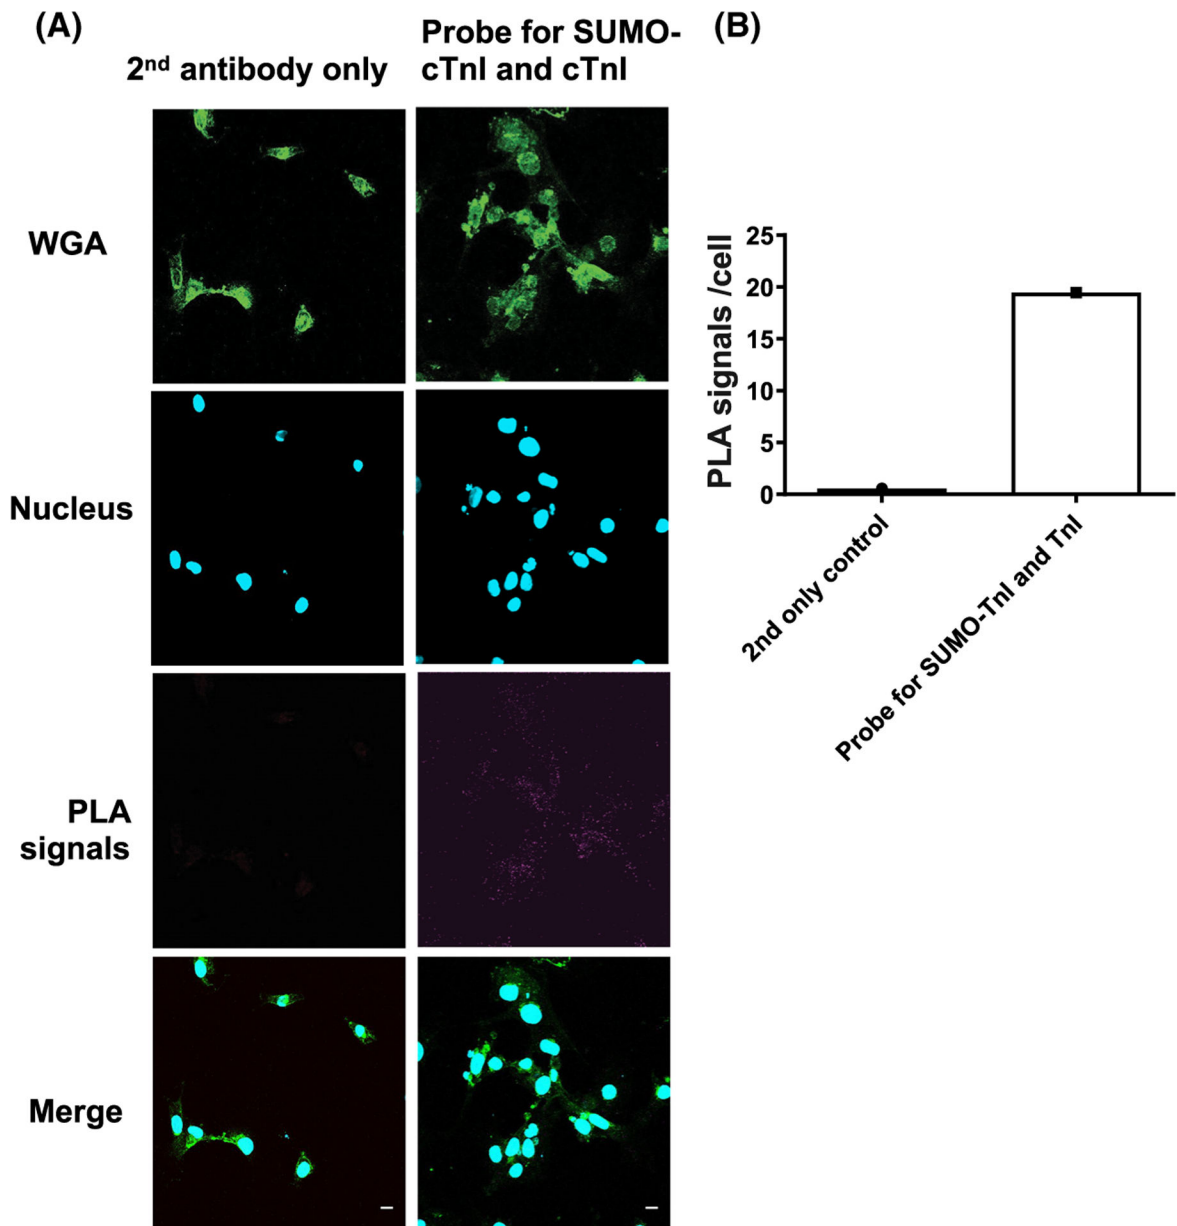 (A)
2nd antibody only
Probe for SUMO-
cTnI and cTnI
WGA
Nucleus
PLA
signals
Merge
(B)
PLA signals /cell
25
20
15
10
5
0
2nd only control
Probe for SUMO-TnI and TnI